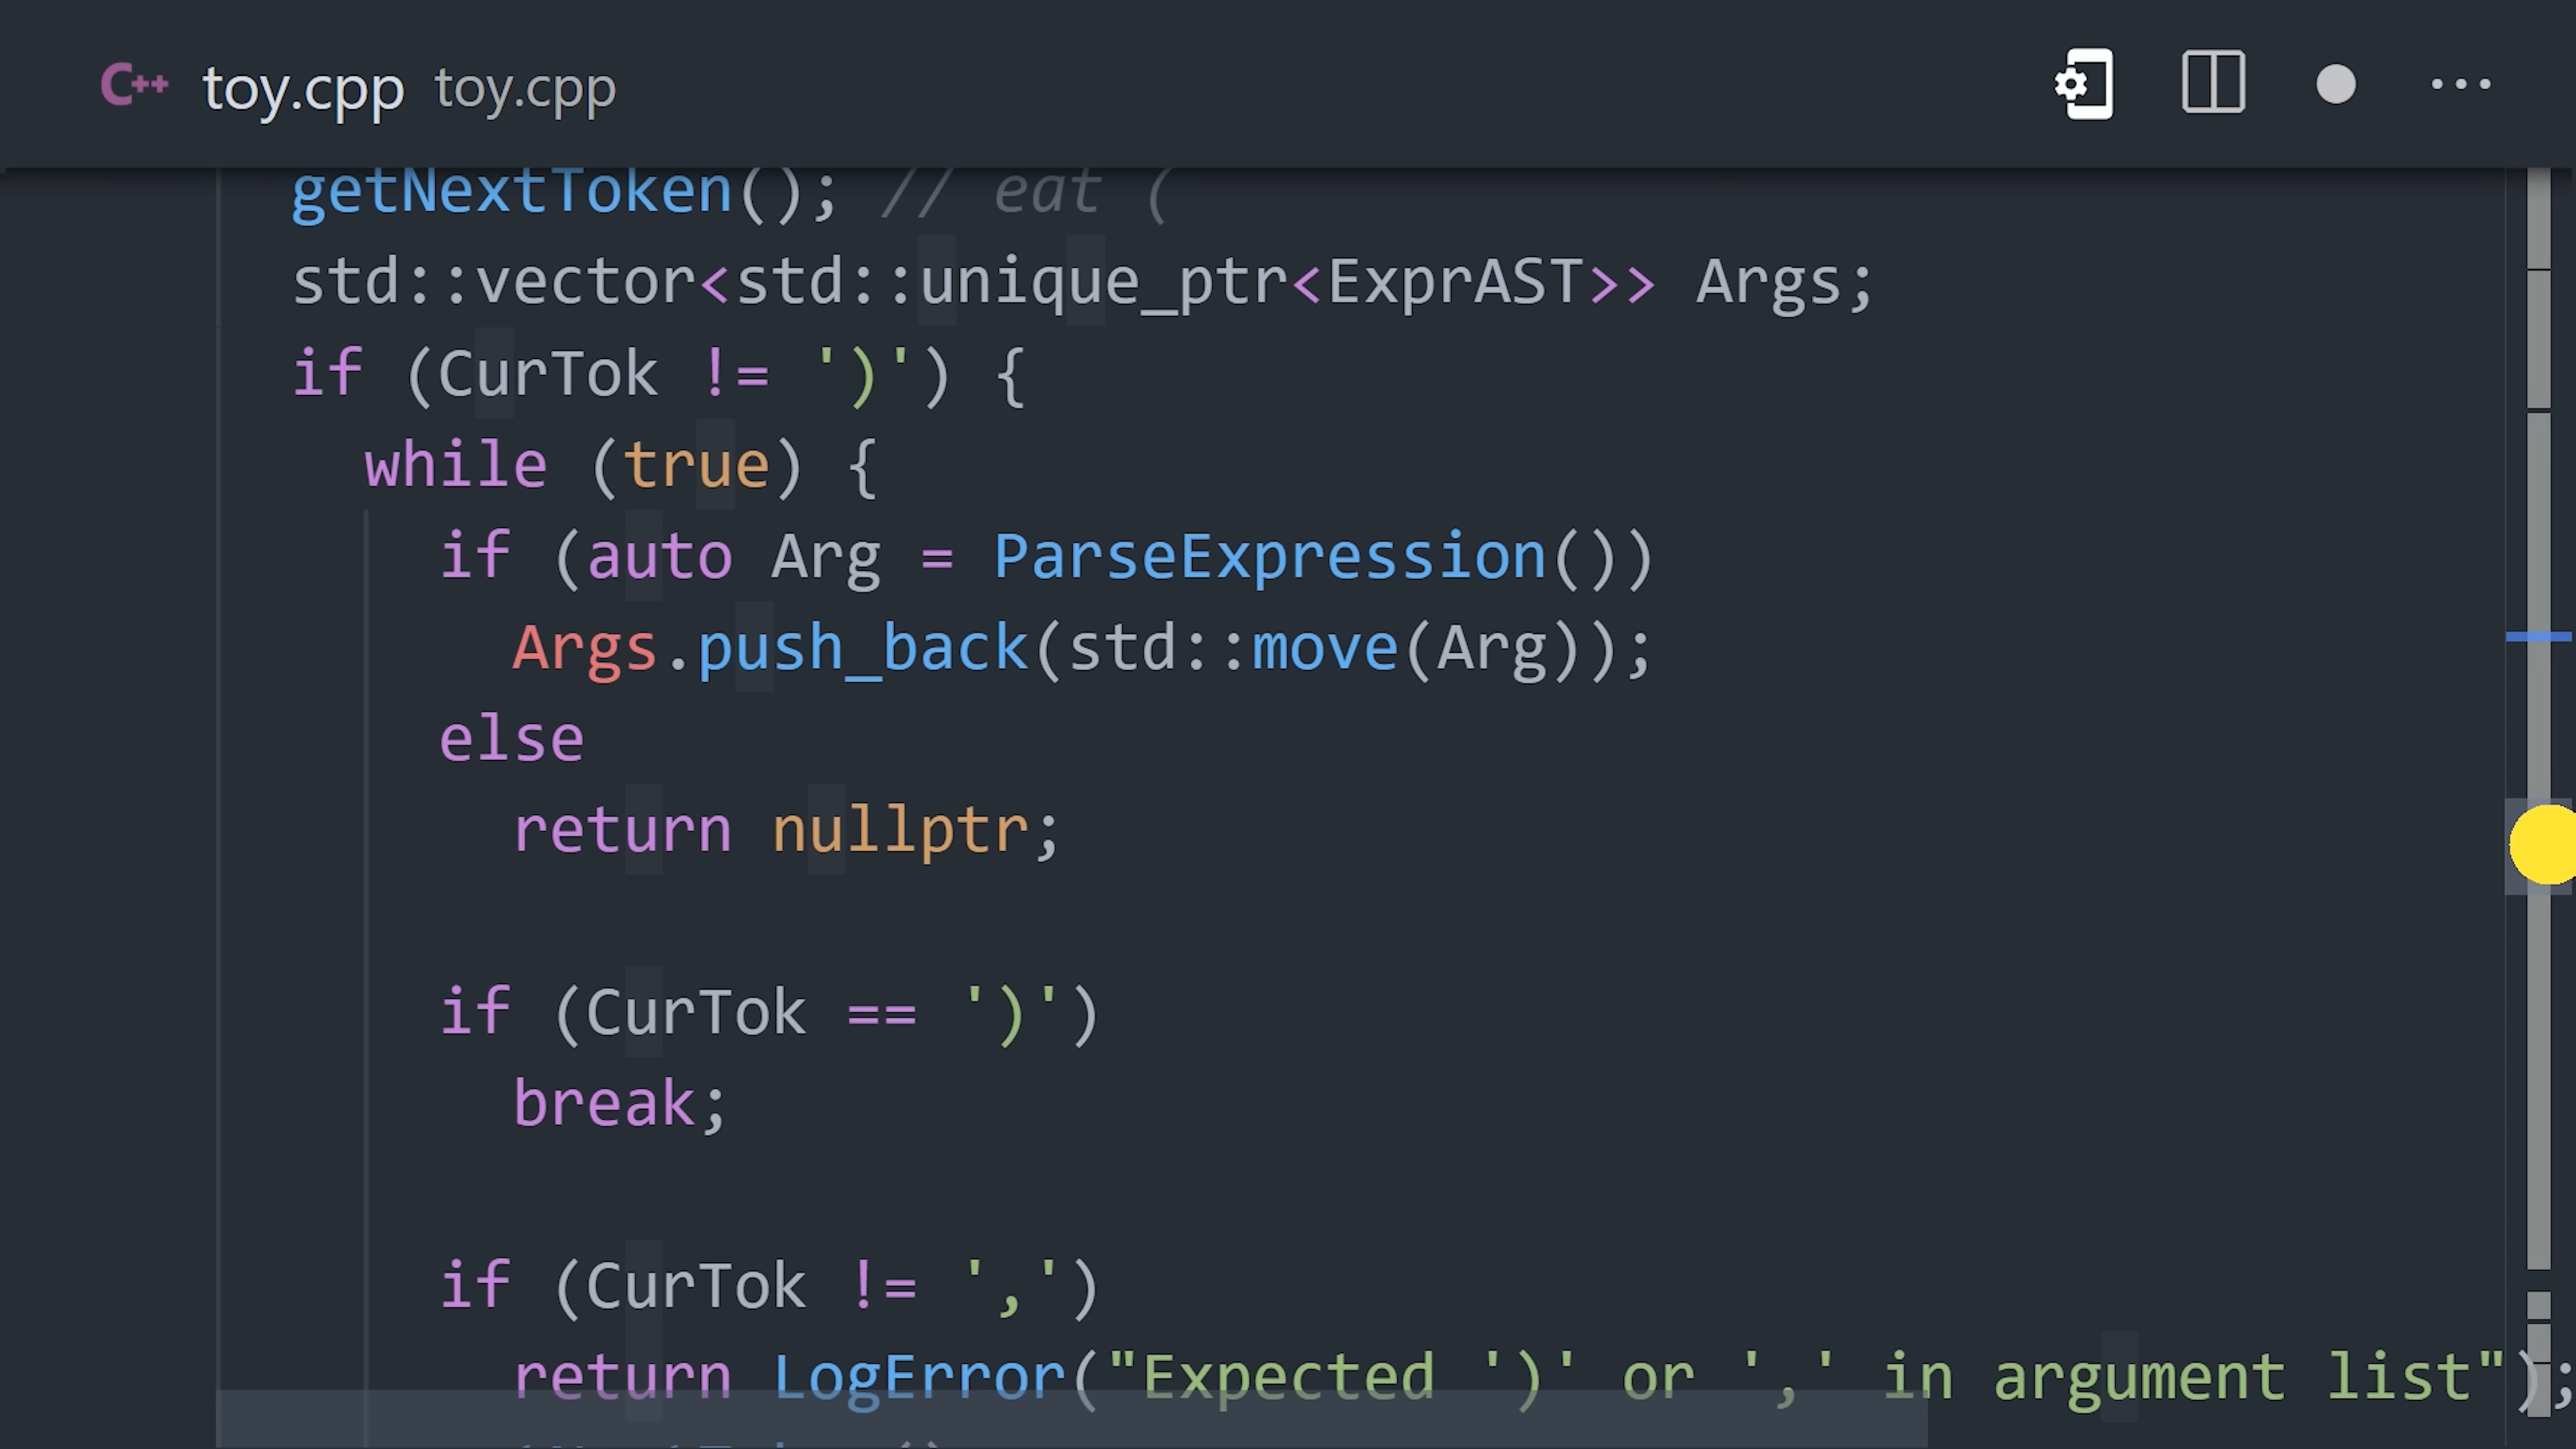 C++ toy.cpp toy.cpp
getNextToken(); // eat (
std::vector<std::unique_ptr<ExprAST>> Args;
if (CurTok != ')') {
while (true) {
if (auto Arg = ParseExpression())
Args.push_back(std::move(Arg));
else
return nullptr;
if (CurTok == ')')
break;
if (CurTok != ',')
return LogError("Expected ')' or ',' in argument list");